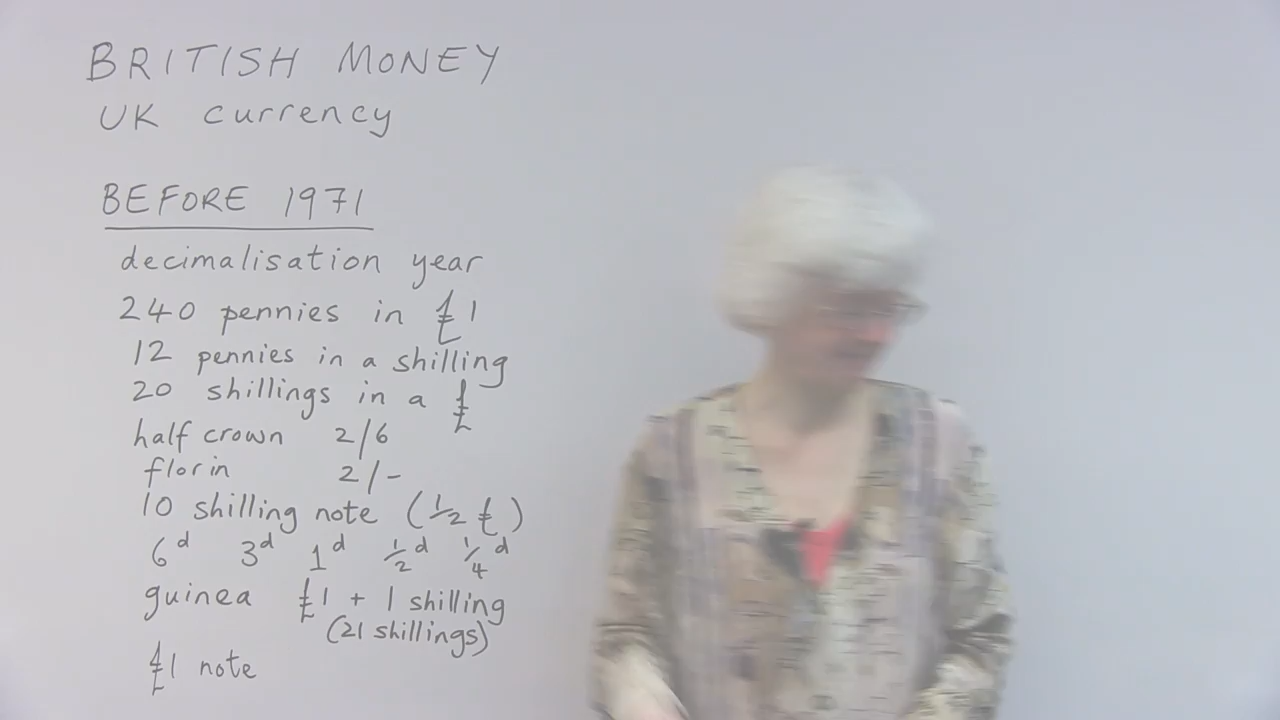 BRITISH MONEY
UK currency
BEFORE 1971
decimalisation year
240 pennies in £1
12 pennies in a shilling
20 shillings in a £
half crown 2/6
florin 2/-
10 shilling note (1/2 £)
6d 3d 1d 1/2d 1/4d
guinea £1 + 1 shilling
(21 shillings)
£1 note